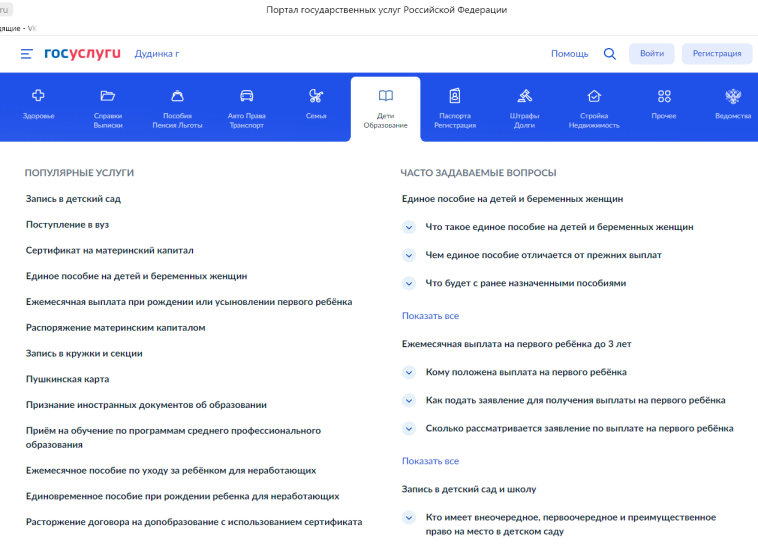 ru
Портал государственных услуг Российской Федерации
дящие - VK
госуслуги
Дудинка г
Помощь
Войти
Регистрация
Здоровье
Справки
Выписки
Пособия
Пенсия Льготы
Авто Права
Транспорт
Семья
Дети
Образование
Паспорта
Регистрация
Штрафы
Долги
Стройка
Недвижимость
Прочее
Ведомства
ПОПУЛЯРНЫЕ УСЛУГИ
Запись в детский сад
Поступление в вуз
Сертификат на материнский капитал
Единое пособие на детей и беременных женщин
Ежемесячная выплата при рождении или усыновлении первого ребёнка
Распоряжение материнским капиталом
Запись в кружки и секции
Пушкинская карта
Признание иностранных документов об образовании
Приём на обучение по программам среднего профессионального
образования
Ежемесячное пособие по уходу за ребёнком для неработающих
Единовременное пособие при рождении ребенка для неработающих
Расторжение договора на допобразование с использованием сертификата
ЧАСТО ЗАДАВАЕМЫЕ ВОПРОСЫ
Единое пособие на детей и беременных женщин
Что такое единое пособие на детей и беременных женщин
Чем единое пособие отличается от прежних выплат
Что будет с ранее назначенными пособиями
Показать все
Ежемесячная выплата на первого ребёнка до 3 лет
Кому положена выплата на первого ребёнка
Как подать заявление для получения выплаты на первого ребёнка
Сколько рассматривается заявление по выплате на первого ребёнка
Показать все
Запись в детский сад и школу
Кто имеет внеочередное, первоочередное и преимущественное
право на место в детском саду